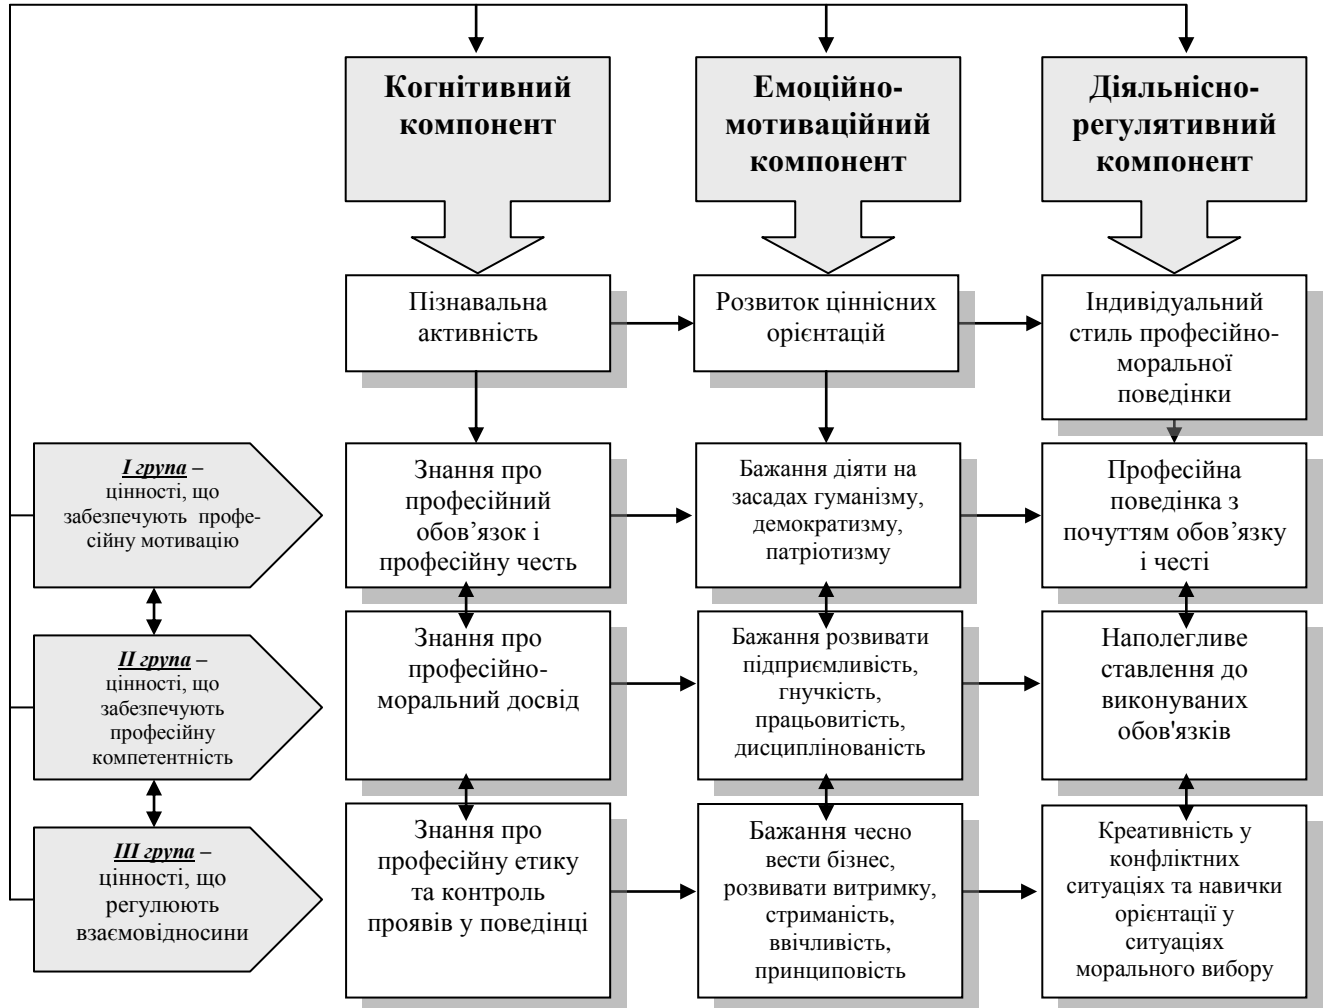 Когнітивний
компонент
Емоційно-
мотиваційний
компонент
Діяльнісно-
регулятивний
компонент
Пізнавальна
активність
Розвиток ціннісних
орієнтацій
Індивідуальний
стиль професійно-
моральної
поведінки
І група –
цінності, що
забезпечують профе-
сійну мотивацію
Знання про
професійний
обов’язок і
професійну честь
Бажання діяти на
засадах гуманізму,
демократизму,
патріотизму
Професійна
поведінка з
почуттям обов’язку
і честі
ІІ група –
цінності, що
забезпечують
професійну
компетентність
Знання про
професійно-
моральний досвід
Бажання розвивати
підприємливість,
гнучкість,
працьовитість,
дисциплінованість
Наполегливе
ставлення до
виконуваних
обов'язків
ІІІ група –
цінності, що
регулюють
взаємовідносини
Знання про
професійну етику
та контроль
проявів у поведінці
Бажання чесно
вести бізнес,
розвивати витримку,
стриманість,
ввічливість,
принциповість
Креативність у
конфліктних
ситуаціях та навички
орієнтації у
ситуаціях
морального вибору